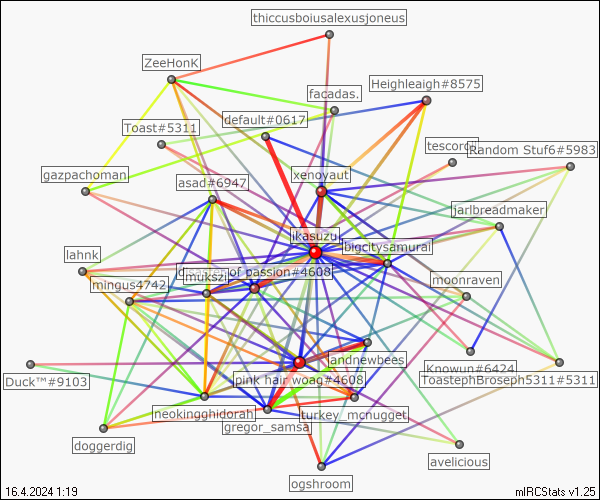 thiccusboiusalexusjoneus
ZeeHonK
Heighleaigh#8575
facadas.
default#0617
Toast#5311
tescord
Random Stuf6#5983
xenoyaut
gazpachoman
asad#6947
jarlbreadmaker
ikasuzu
bigcitysamurai
lahnk
of passion#4608
mukszi
mingus4742
moonraven
andnewbees
Knowun#6424
Duck™#9103
pink hair woag#4608
ToastephBroseph5311#5311
neokingghidorah
turkey_mcnugget
gregor_samsa
doggerdig
avelicious
ogshroom
16.4.2024 1:19
mIRCStats v1.25